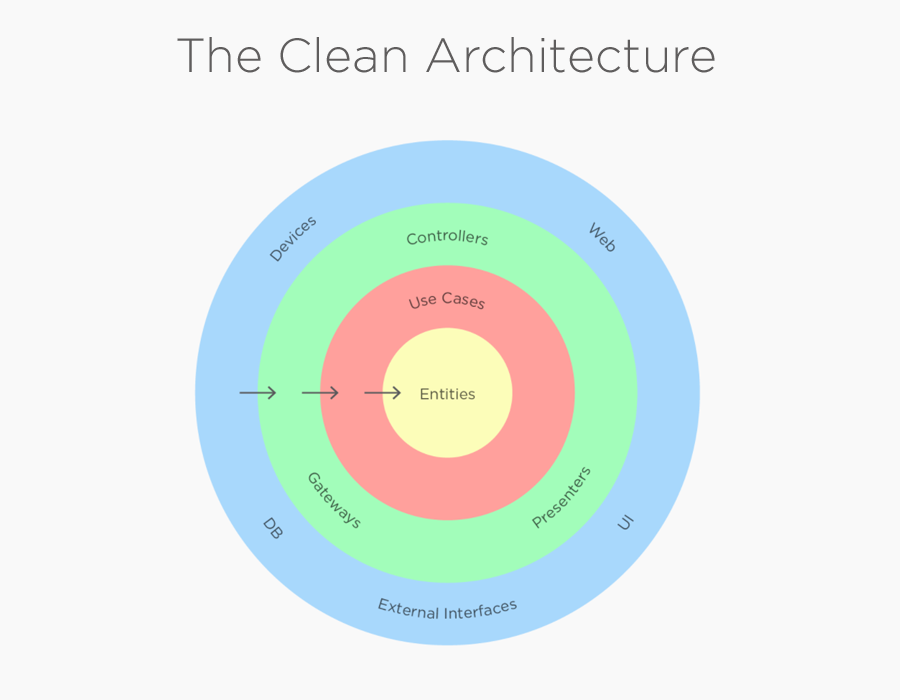 The Clean Architecture
Devices
Web
Controllers
Use Cases
Entities
Gateways
Presenters
DB
UI
External Interfaces